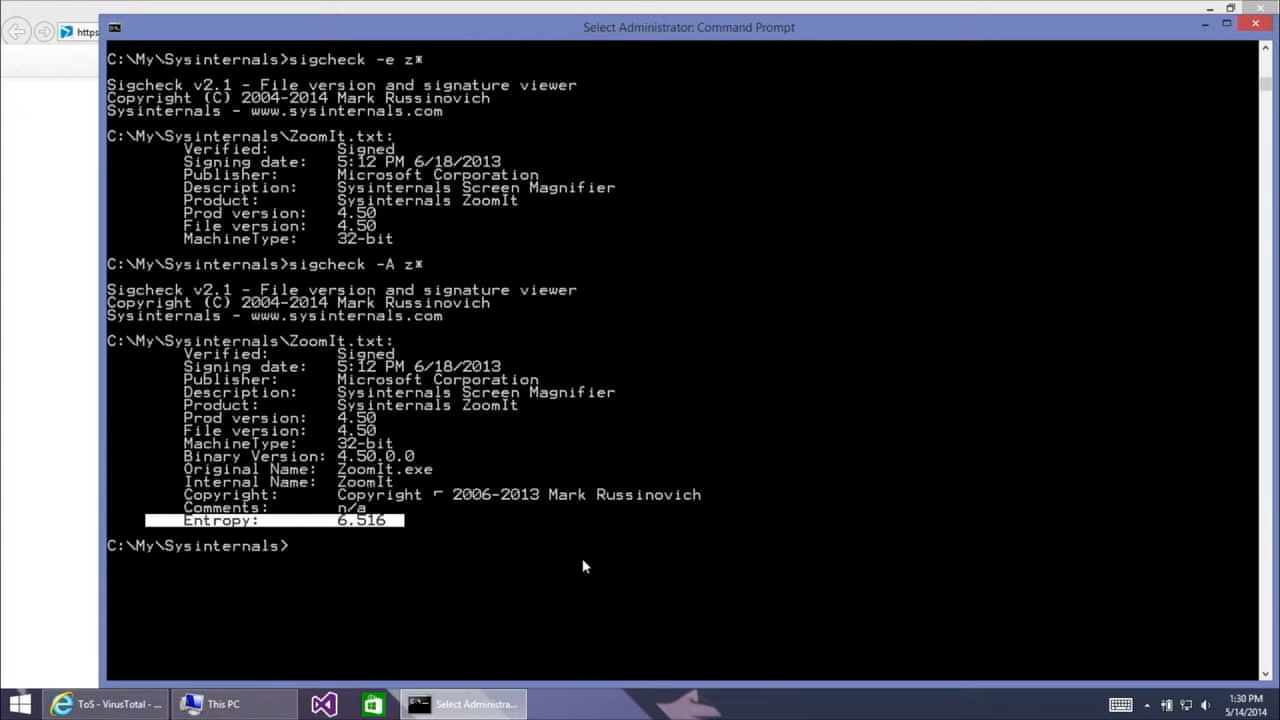 https
Select Administrator: Command Prompt
C:\My\Sysinternals>sigcheck -e z*
Sigcheck v2.1 - File version and signature viewer
Copyright (C) 2004-2014 Mark Russinovich
Sysinternals - www.sysinternals.com
C:\My\Sysinternals\ZoomIt.txt:
Verified: Signed
Signing date: 5:12 PM 6/18/2013
Publisher: Microsoft Corporation
Description: Sysinternals Screen Magnifier
Product: Sysinternals ZoomIt
Prod version: 4.50
File version: 4.50
MachineType: 32-bit
C:\My\Sysinternals>sigcheck -A z*
Sigcheck v2.1 - File version and signature viewer
Copyright (C) 2004-2014 Mark Russinovich
Sysinternals - www.sysinternals.com
C:\My\Sysinternals\ZoomIt.txt:
Verified: Signed
Signing date: 5:12 PM 6/18/2013
Publisher: Microsoft Corporation
Description: Sysinternals Screen Magnifier
Product: Sysinternals ZoomIt
Prod version: 4.50
File version: 4.50
MachineType: 32-bit
Binary Version: 4.50.0.0
Original Name: ZoomIt.exe
Internal Name: ZoomIt
Copyright: Copyright ⌐ 2006-2013 Mark Russinovich
Comments: n/a
Entropy: 6.516
C:\My\Sysinternals>
ToS - VirusTotal - ...
This PC
Select Administra...
1:30 PM
5/14/2014